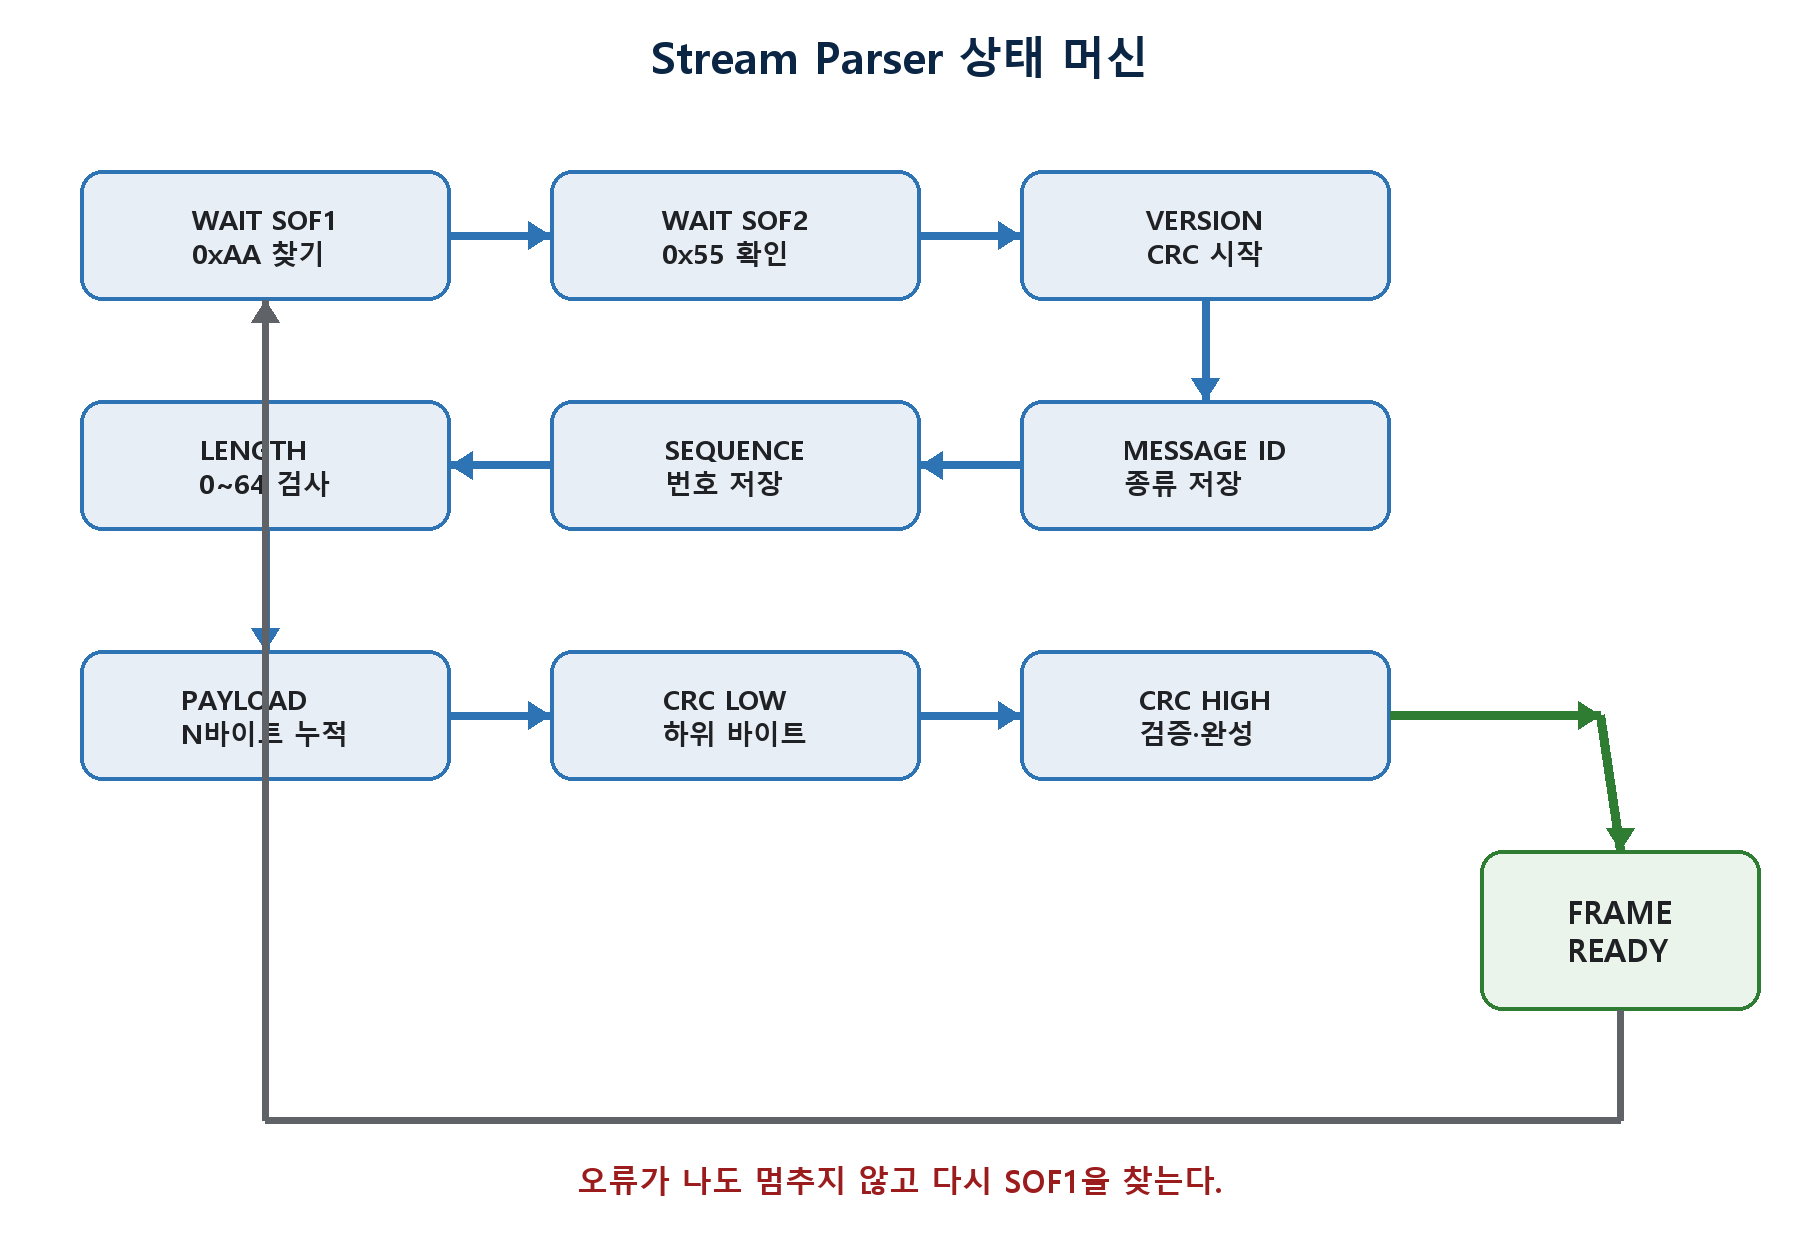 Stream Parser 상태 머신
WAIT SOF1
0xAA 찾기
WAIT SOF2
0x55 확인
VERSION
CRC 시작
LENGTH
0~64 검사
SEQUENCE
번호 저장
MESSAGE ID
종류 저장
PAYLOAD
N바이트 누적
CRC LOW
하위 바이트
CRC HIGH
검증·완성
FRAME
READY
오류가 나도 멈추지 않고 다시 SOF1을 찾는다.